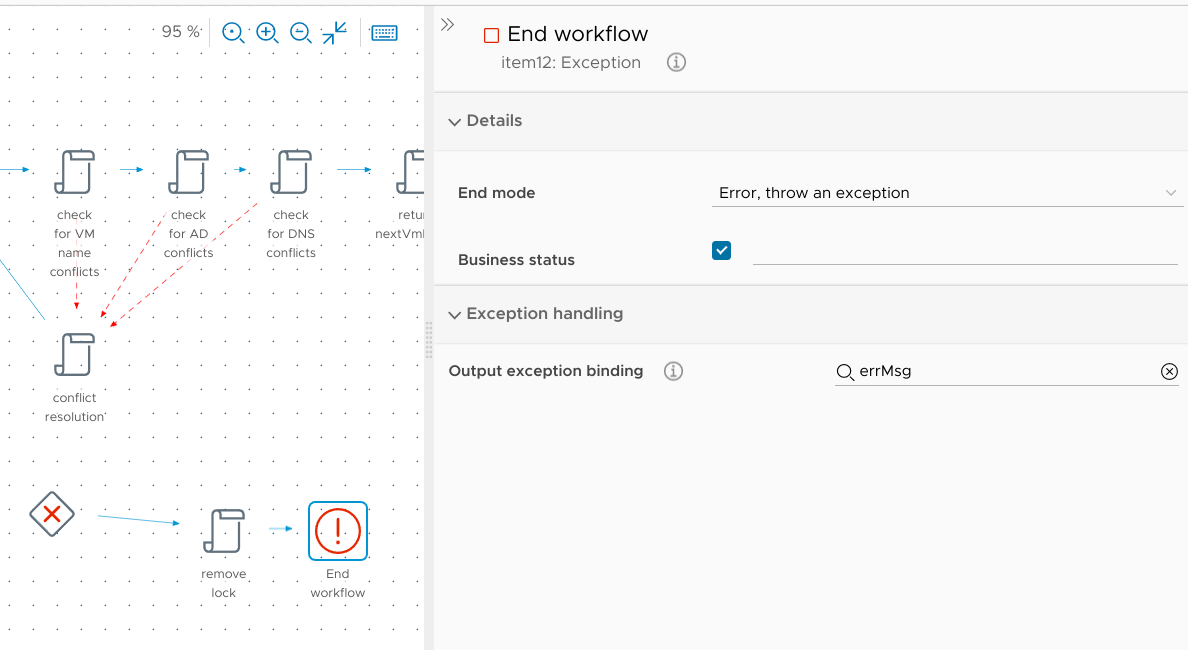 95 %
End workflow
item12: Exception
Details
End mode
Error, throw an exception
Business status
Exception handling
Output exception binding
errMsg
check
for VM
name
conflicts
check
for AD
conflicts
check
for DNS
conflicts
conflict
resolution
remove
lock
End
workflow